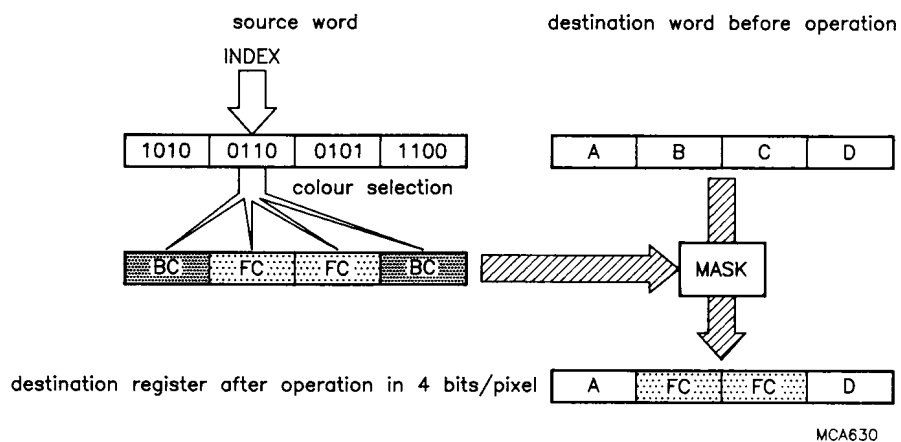 source word
destination word before operation
INDEX
1010 0110 0101 1100
A B C D
colour selection
BC FC FC BC
MASK
destination register after operation in 4 bits/pixel
A FC FC D
MCA630